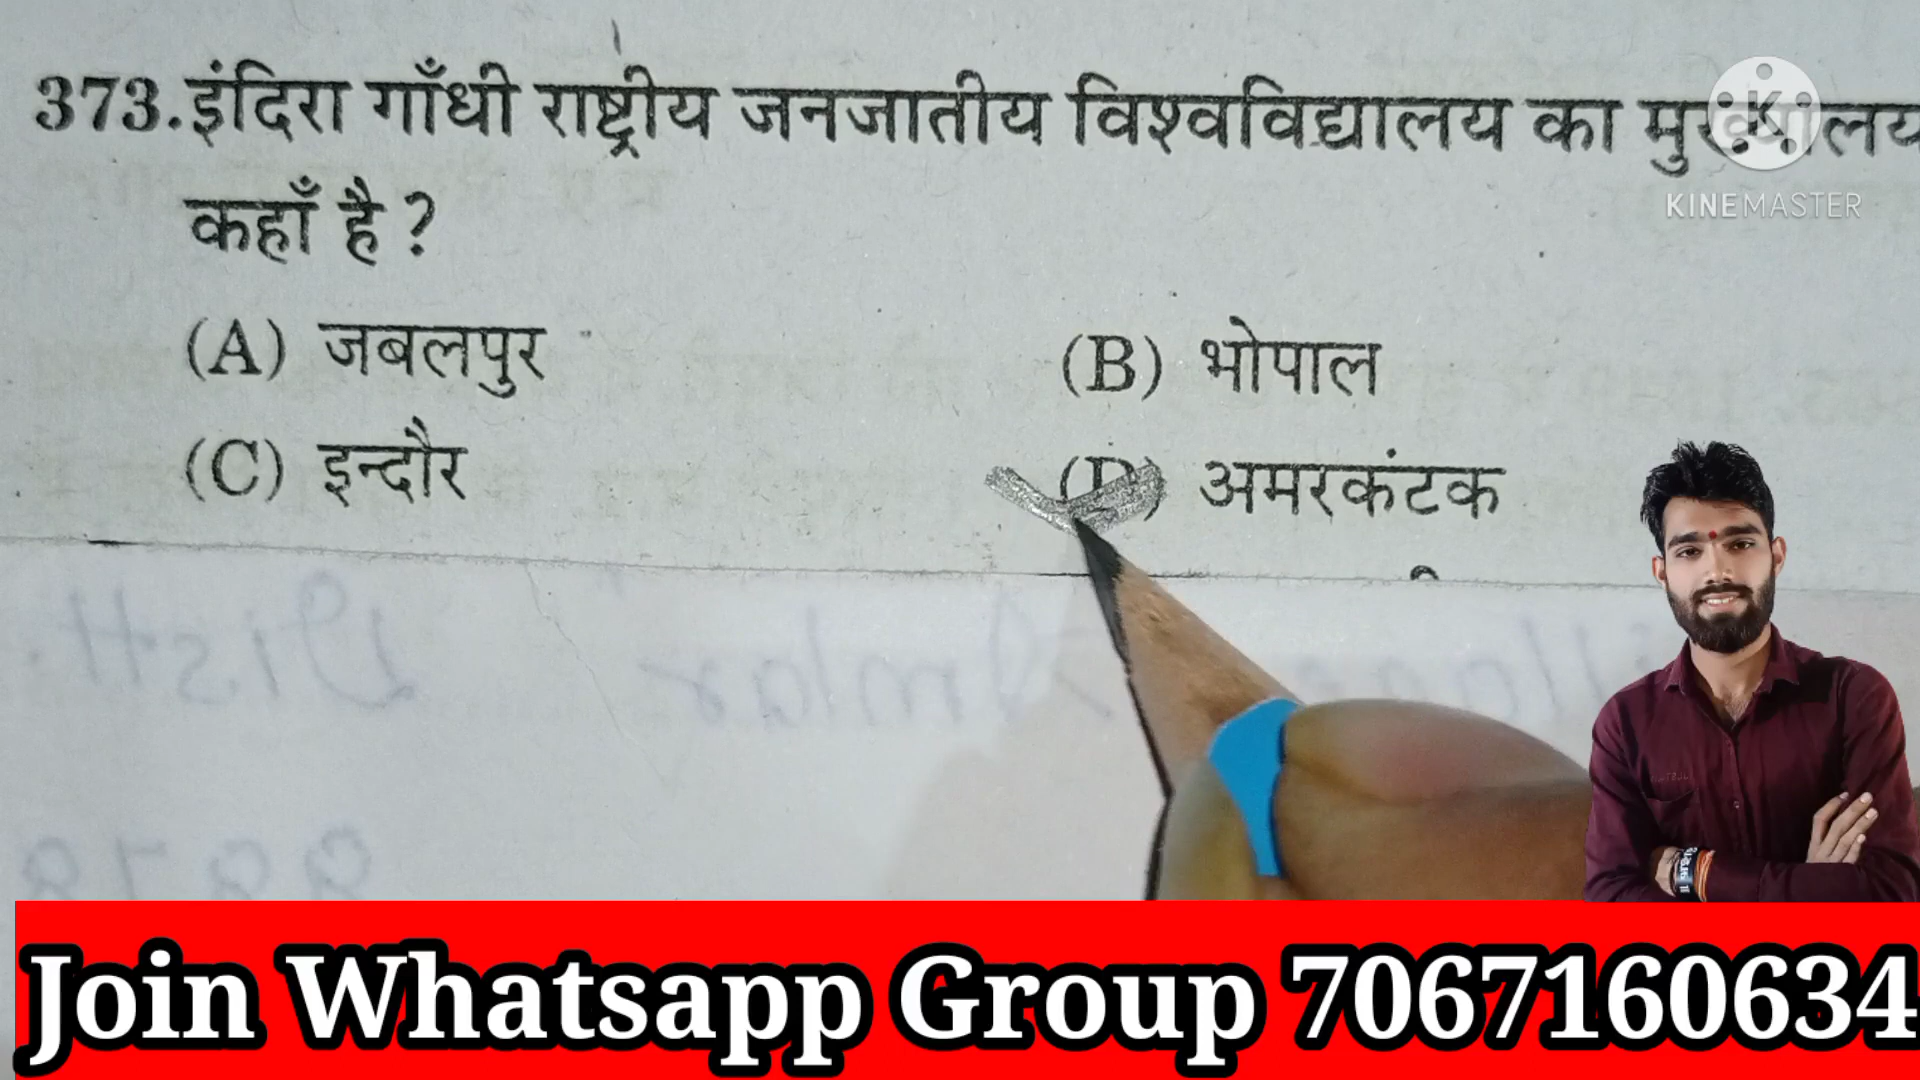 373.इंदिरा गाँधी राष्ट्रीय जनजातीय विश्वविद्यालय का मुख्यालय
कहाँ है ?
(A) जबलपुर
(B) भोपाल
(C) इन्दौर
(D) अमरकंटक
KINEMASTER
Join Whatsapp Group 7067160634